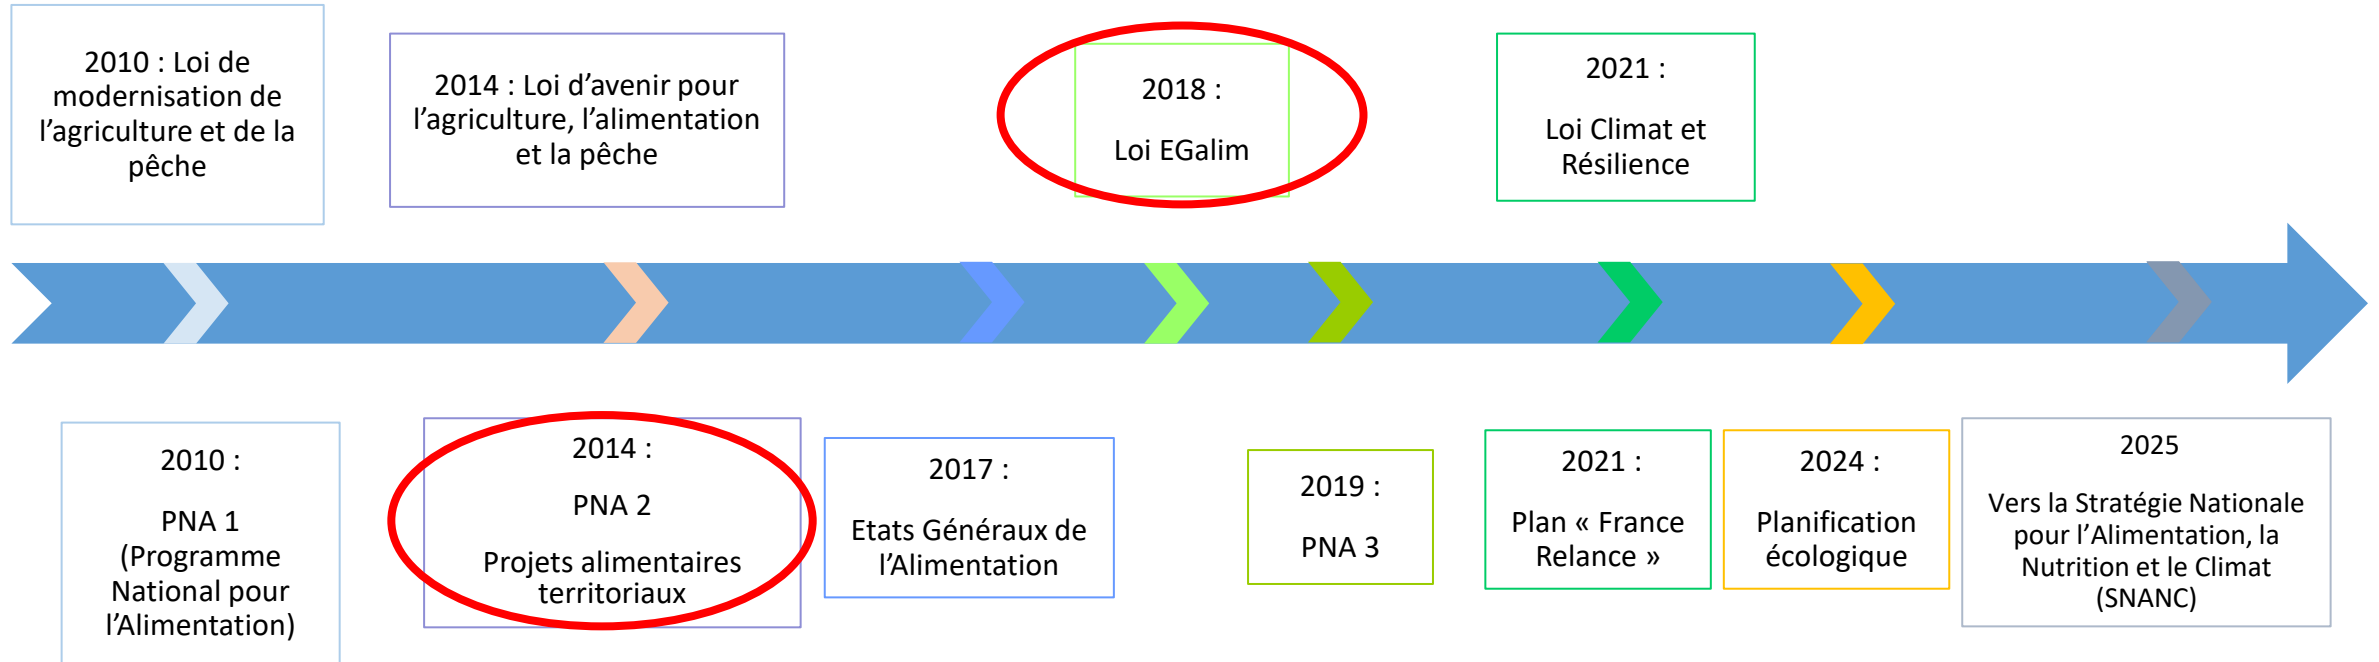 2010 : Loi de
modernisation de
l’agriculture et de la
pêche
2014 : Loi d’avenir pour
l’agriculture, l’alimentation
et la pêche
2018 :
Loi EGalim
2021 :
Loi Climat et
Résilience
2010 :
PNA 1
(Programme
National pour
l’Alimentation)
2014 :
PNA 2
Projets alimentaires
territoriaux
2017 :
Etats Généraux de
l’Alimentation
2019 :
PNA 3
2021 :
Plan « France
Relance »
2024 :
Planification
écologique
2025
Vers la Stratégie Nationale
pour l’Alimentation, la
Nutrition et le Climat
(SNANC)